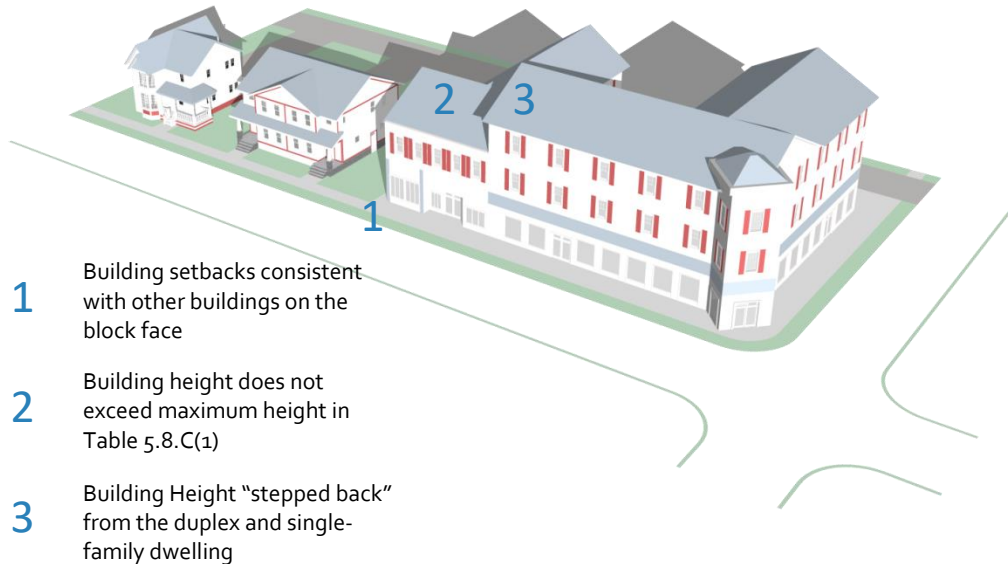 2
3
1
1
Building setbacks consistent
with other buildings on the
block face
2
Building height does not
exceed maximum height in
Table 5.8.C(1)
3
Building Height “stepped back”
from the duplex and single-
family dwelling